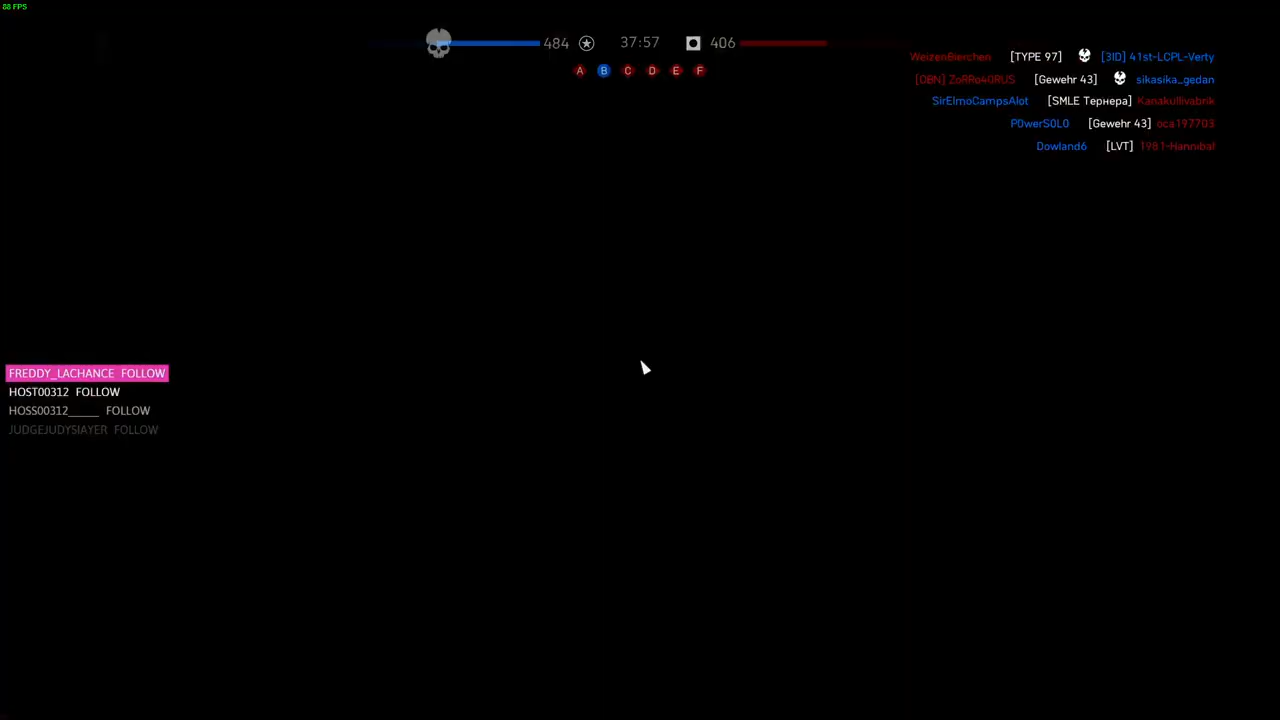 88 FPS
484 37:57 406
A B C D E F
WeizenBierchen [TYPE 97] [3ID] 41st-LCPL-Verty
[OBN] ZoRRo40RUS [Gewehr 43] sikasika_gedan
SirElmoCampsAlot [SMLE Тернера] Kanakullivabrik
P0werS0L0 [Gewehr 43] oca197703
Dowland6 [LVT] 1981-Hannibal
FREDDY_LACHANCE FOLLOW
HOST00312 FOLLOW
HOSS00312_____ FOLLOW
JUDGEJUDYSIAYER FOLLOW